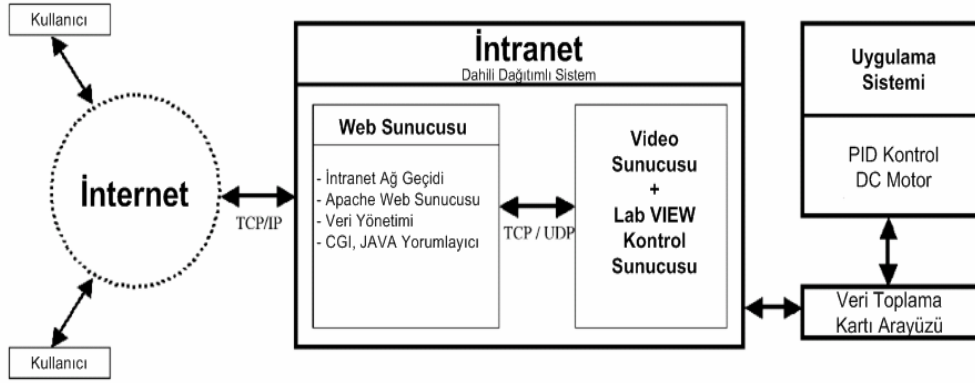 Kullanıcı
İnternet
Kullanıcı
TCP/IP
İntranet
Dahili Dağıtımlı Sistem
Web Sunucusu
- İntranet Ağ Geçidi
- Apache Web Sunucusu
- Veri Yönetimi
- CGI, JAVA Yorumlayıcı
TCP / UDP
Video
Sunucusu
+
Lab VIEW
Kontrol
Sunucusu
Uygulama
Sistemi
PID Kontrol
DC Motor
Veri Toplama
Kartı Arayüzü